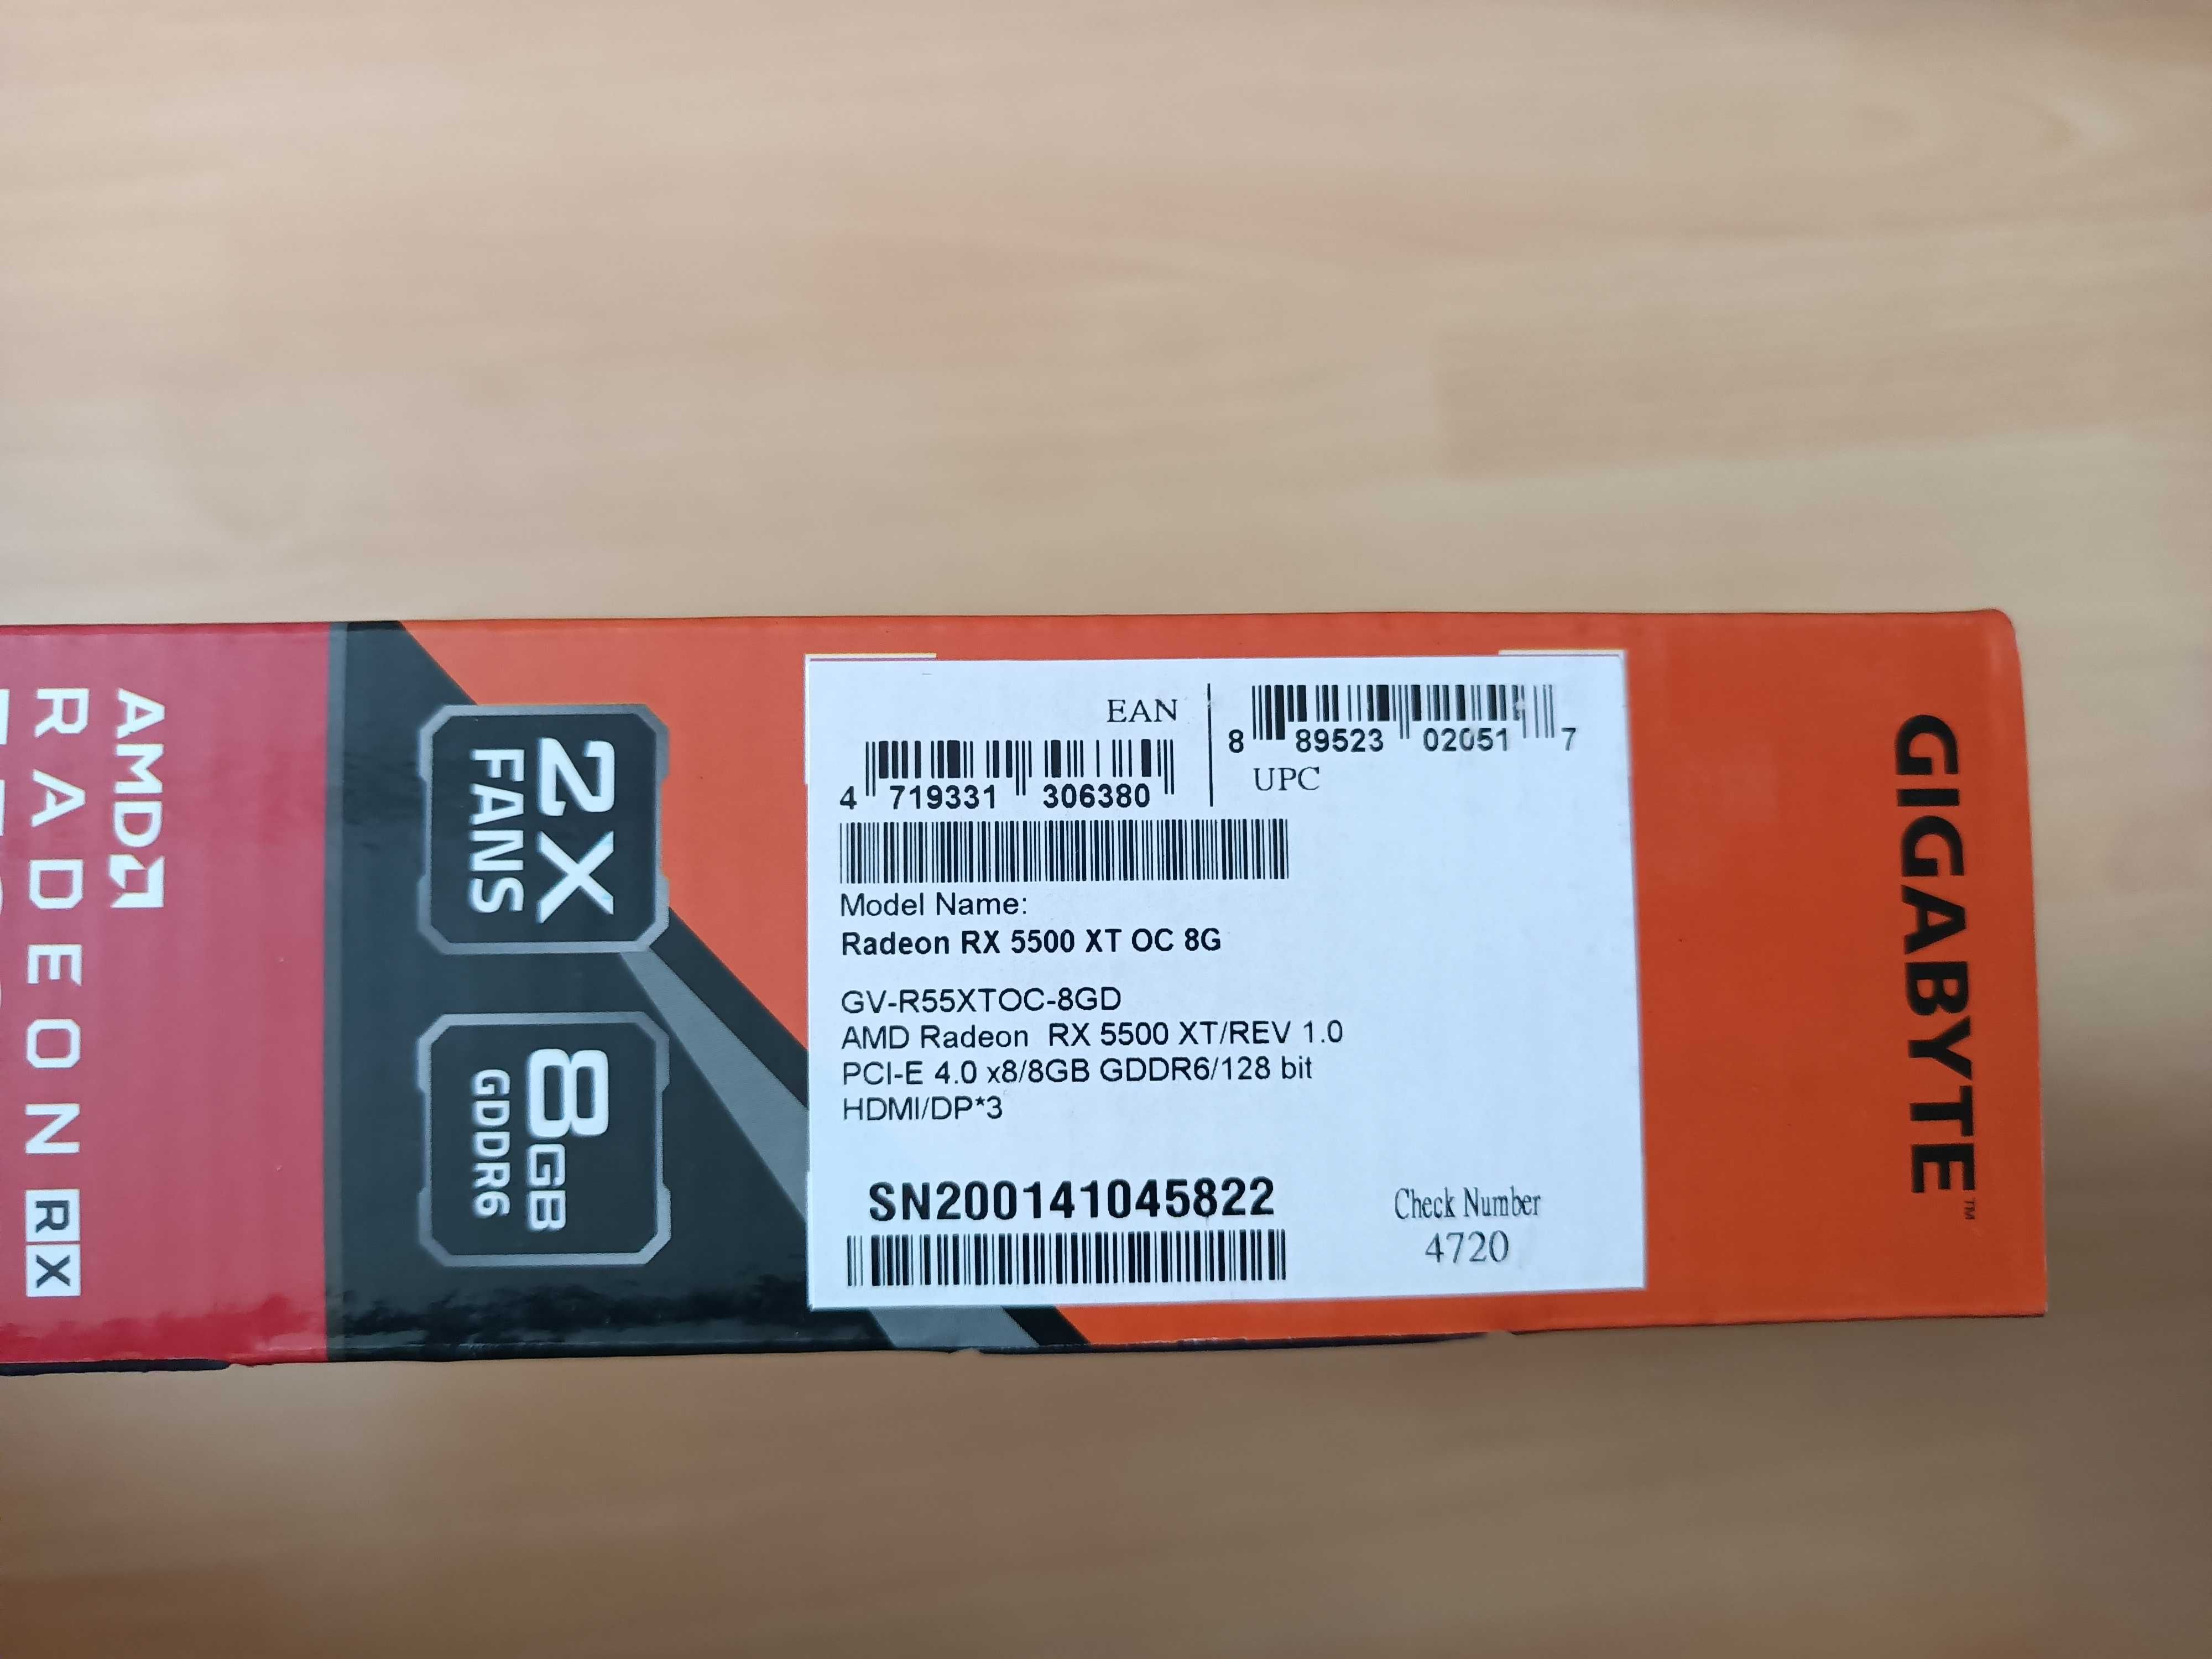 AMD
RADEON RX
2X
FANS
8GB
GDDR6
EAN
4 719331 306380
8 89523 02051 7
UPC
Model Name:
Radeon RX 5500 XT OC 8G
GV-R55XTOC-8GD
AMD Radeon RX 5500 XT/REV 1.0
PCI-E 4.0 x8/8GB GDDR6/128 bit
HDMI/DP*3
SN200141045822
Check Number
4720
GIGABYTE™